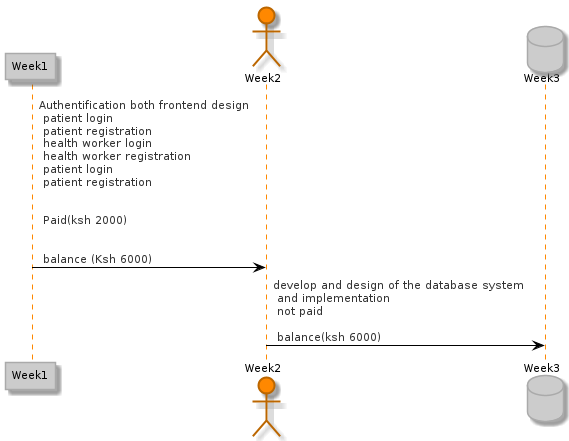 Week1
Week2
Week3
Authentification both frontend design
patient login
patient registration
health worker login
health worker registration
patient login
patient registration
Paid(ksh 2000)
balance (Ksh 6000)
develop and design of the database system
and implementation
not paid
balance(ksh 6000)
Week1
Week2
Week3